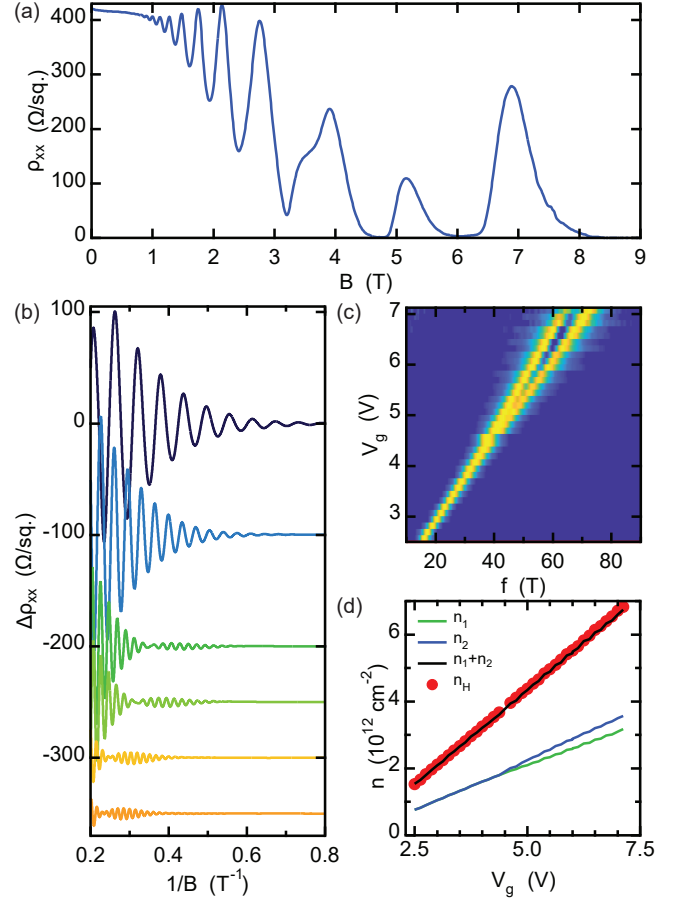 (a)
400
300
200
100
0
ρxx (Ω/sq.)
0 1 2 3 4 5 6 7 8 9
B (T)
(b)
100
0
-100
-200
-300
Δρxx (Ω/sq.)
0.2 0.4 0.6 0.8
1/B (T⁻¹)
(c)
7
6
5
4
3
Vg (V)
20 40 60 80
f (T)
(d)
n₁
n₂
n₁+n₂
nH
6
4
2
0
n (10¹² cm⁻²)
2.5 5.0 7.5
Vg (V)